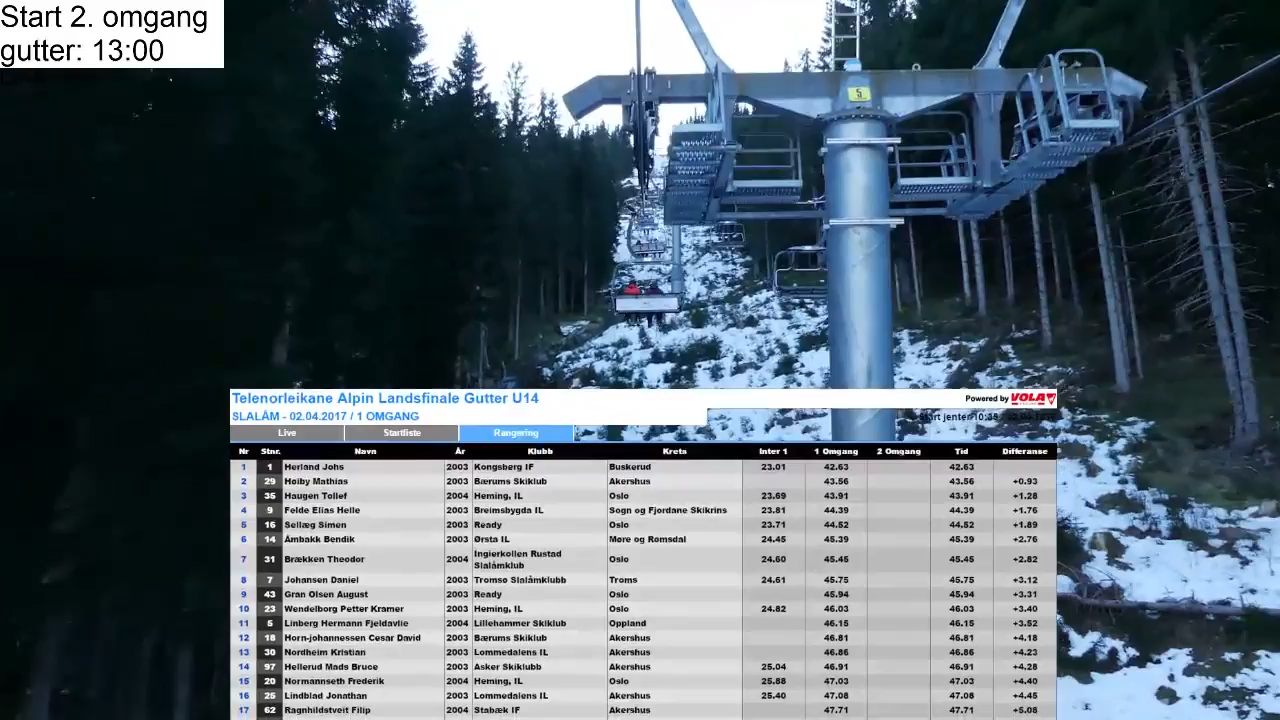 Start 2. omgang
gutter: 13:00
5
Telenorleikane Alpin Landsfinale Gutter U14
Powered by VOLA
SLALÅM - 02.04.2017 / 1 OMGANG
Start jenter 10:35
Live Startliste Rangering
Nr Stnr. Navn År Klubb Krets Inter 1 1 Omgang 2 Omgang Tid Differanse
1 1 Herland Johs 2003 Kongsberg IF Buskerud 23.01 42.63 42.63
2 29 Høiby Mathias 2003 Bærums Skiklub Akershus 43.56 43.56 +0.93
3 35 Haugen Tollef 2004 Heming, IL Oslo 23.69 43.91 43.91 +1.28
4 9 Felde Elias Helle 2003 Breimsbygda IL Sogn og Fjordane Skikrins 23.81 44.39 44.39 +1.76
5 16 Sellæg Simen 2003 Ready Oslo 23.71 44.52 44.52 +1.89
6 14 Åmbakk Bendik 2003 Ørsta IL Møre og Romsdal 24.45 45.39 45.39 +2.76
7 31 Brækken Theodor 2004 Ingierkollen Rustad Slalåmklub Oslo 24.60 45.45 45.45 +2.82
8 7 Johansen Daniel 2003 Tromsø Slalåmklubb Troms 24.61 45.75 45.75 +3.12
9 43 Gran Olsen August 2003 Ready Oslo 45.94 45.94 +3.31
10 23 Wendelborg Petter Kramer 2003 Heming, IL Oslo 24.82 46.03 46.03 +3.40
11 5 Linberg Hermann Fjeldavlie 2004 Lillehammer Skiklub Oppland 46.15 46.15 +3.52
12 18 Horn-johannessen Cesar David 2003 Bærums Skiklub Akershus 46.81 46.81 +4.18
13 30 Nordheim Kristian 2003 Lommedalens IL Akershus 46.86 46.86 +4.23
14 97 Hellerud Mads Bruce 2003 Asker Skiklubb Akershus 25.04 46.91 46.91 +4.28
15 20 Normannseth Frederik 2004 Heming, IL Oslo 25.88 47.03 47.03 +4.40
16 25 Lindblad Jonathan 2003 Lommedalens IL Akershus 25.40 47.08 47.08 +4.45
17 62 Ragnhildstveit Filip 2004 Stabæk IF Akershus 47.71 47.71 +5.08